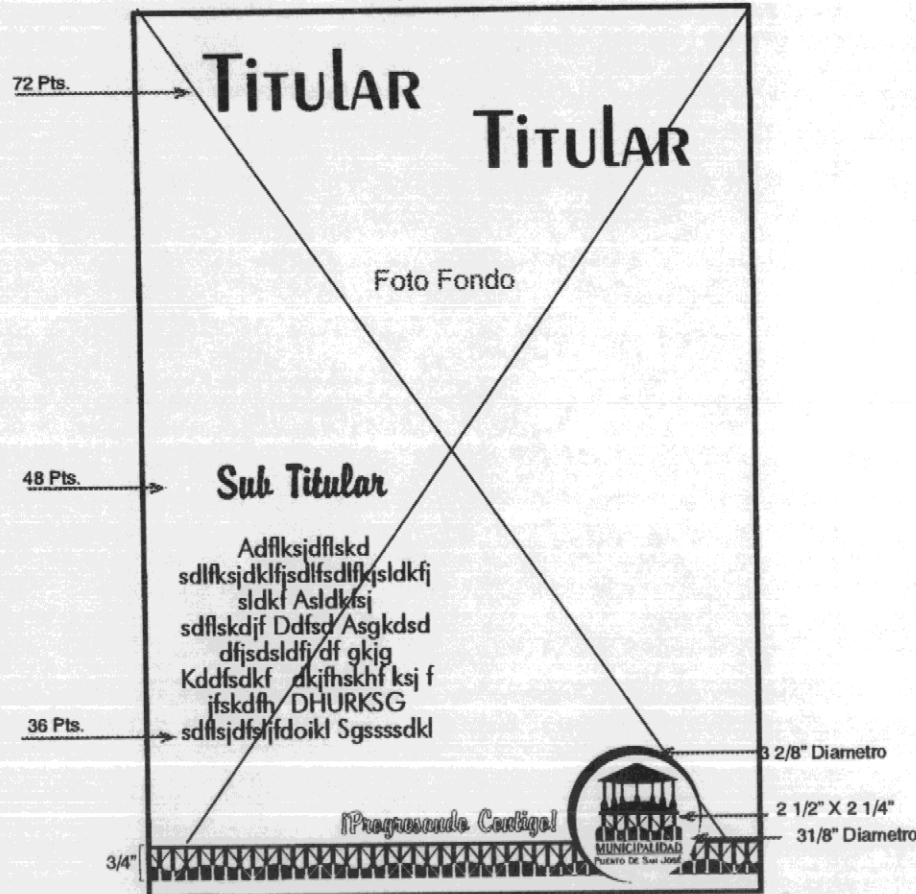 72 Pts.
Titular
Titular
Foto Fondo
48 Pts.
Sub Titular
Adflksjdflskd
sdlfksjdklfjsdlfsdlfkjsldkfj
sldkf Asldkfsj
sdflskdjf Ddfsd Asgkdsd
dfjsdsldfj df gkjg
Kddfsdkf dkjfhskhf ksj f
jfskdfh DHURKSG
36 Pts.
sdflsjdfsljfdoikl Sgssssdkl
3 2/8" Diametro
2 1/2" X 2 1/4"
¡Progresando Contigo!
31/8" Diametro
MUNICIPALIDAD
PUERTO DE SAN JOSÉ
3/4"